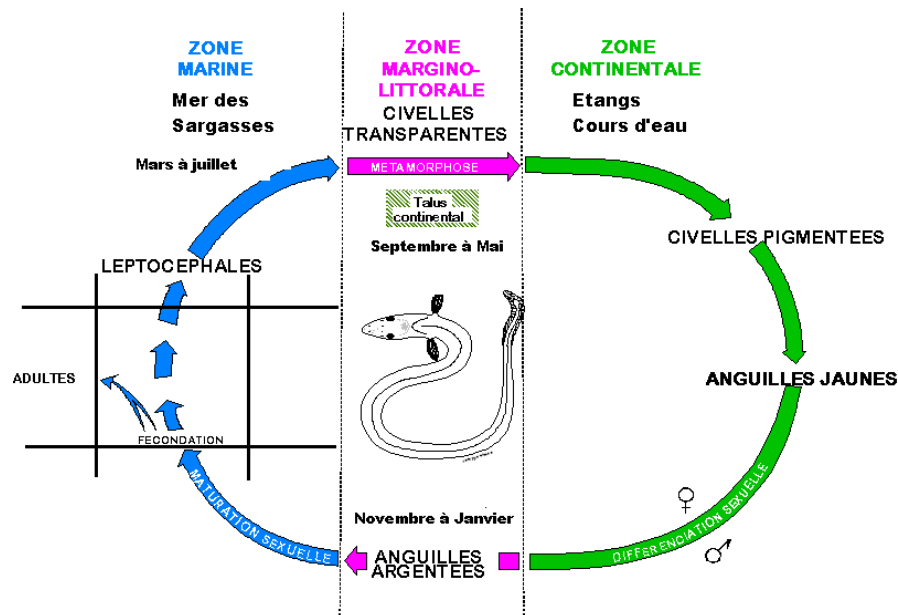 ZONE
MARINE
Mer des
Sargasses
Mars à juillet
ZONE
MARGINO-
LITTORALE
CIVELLES
TRANSPARENTES
METAMORPHOSE
Talus
continental
Septembre à Mai
ZONE
CONTINENTALE
Etangs
Cours d'eau
CIVELLES PIGMENTEES
ANGUILLES JAUNES
DIFFERENCIATION SEXUELLE
Novembre à Janvier
ANGUILLES
ARGENTEES
MATURATION SEXUELLE
FECONDATION
ADULTES
LEPTOCEPHALES